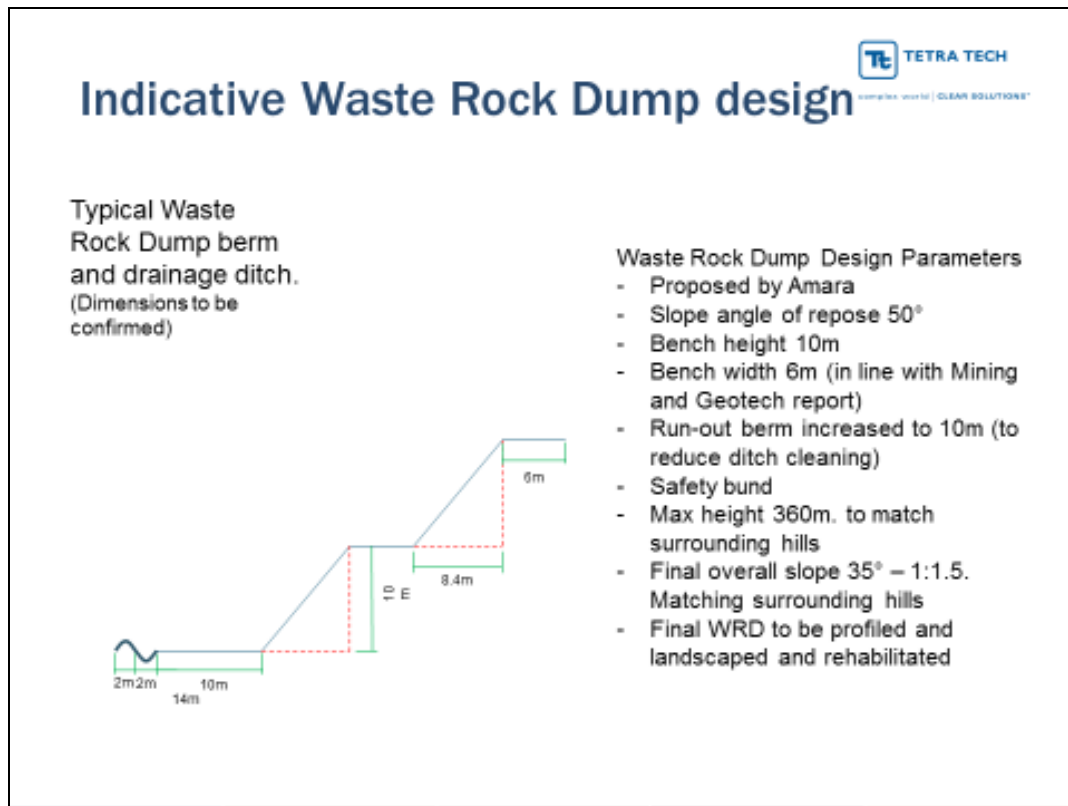 TETRA TECH
complex world | CLEAR SOLUTIONS™
Indicative Waste Rock Dump design
Typical Waste
Rock Dump berm
and drainage ditch.
(Dimensions to be
confirmed)
Waste Rock Dump Design Parameters
- Proposed by Amara
- Slope angle of repose 50°
- Bench height 10m
- Bench width 6m (in line with Mining
and Geotech report)
- Run-out berm increased to 10m (to
reduce ditch cleaning)
- Safety bund
- Max height 360m. to match
surrounding hills
- Final overall slope 35° – 1:1.5.
Matching surrounding hills
- Final WRD to be profiled and
landscaped and rehabilitated
6m
8.4m
10
m
2m 2m 10m
14m